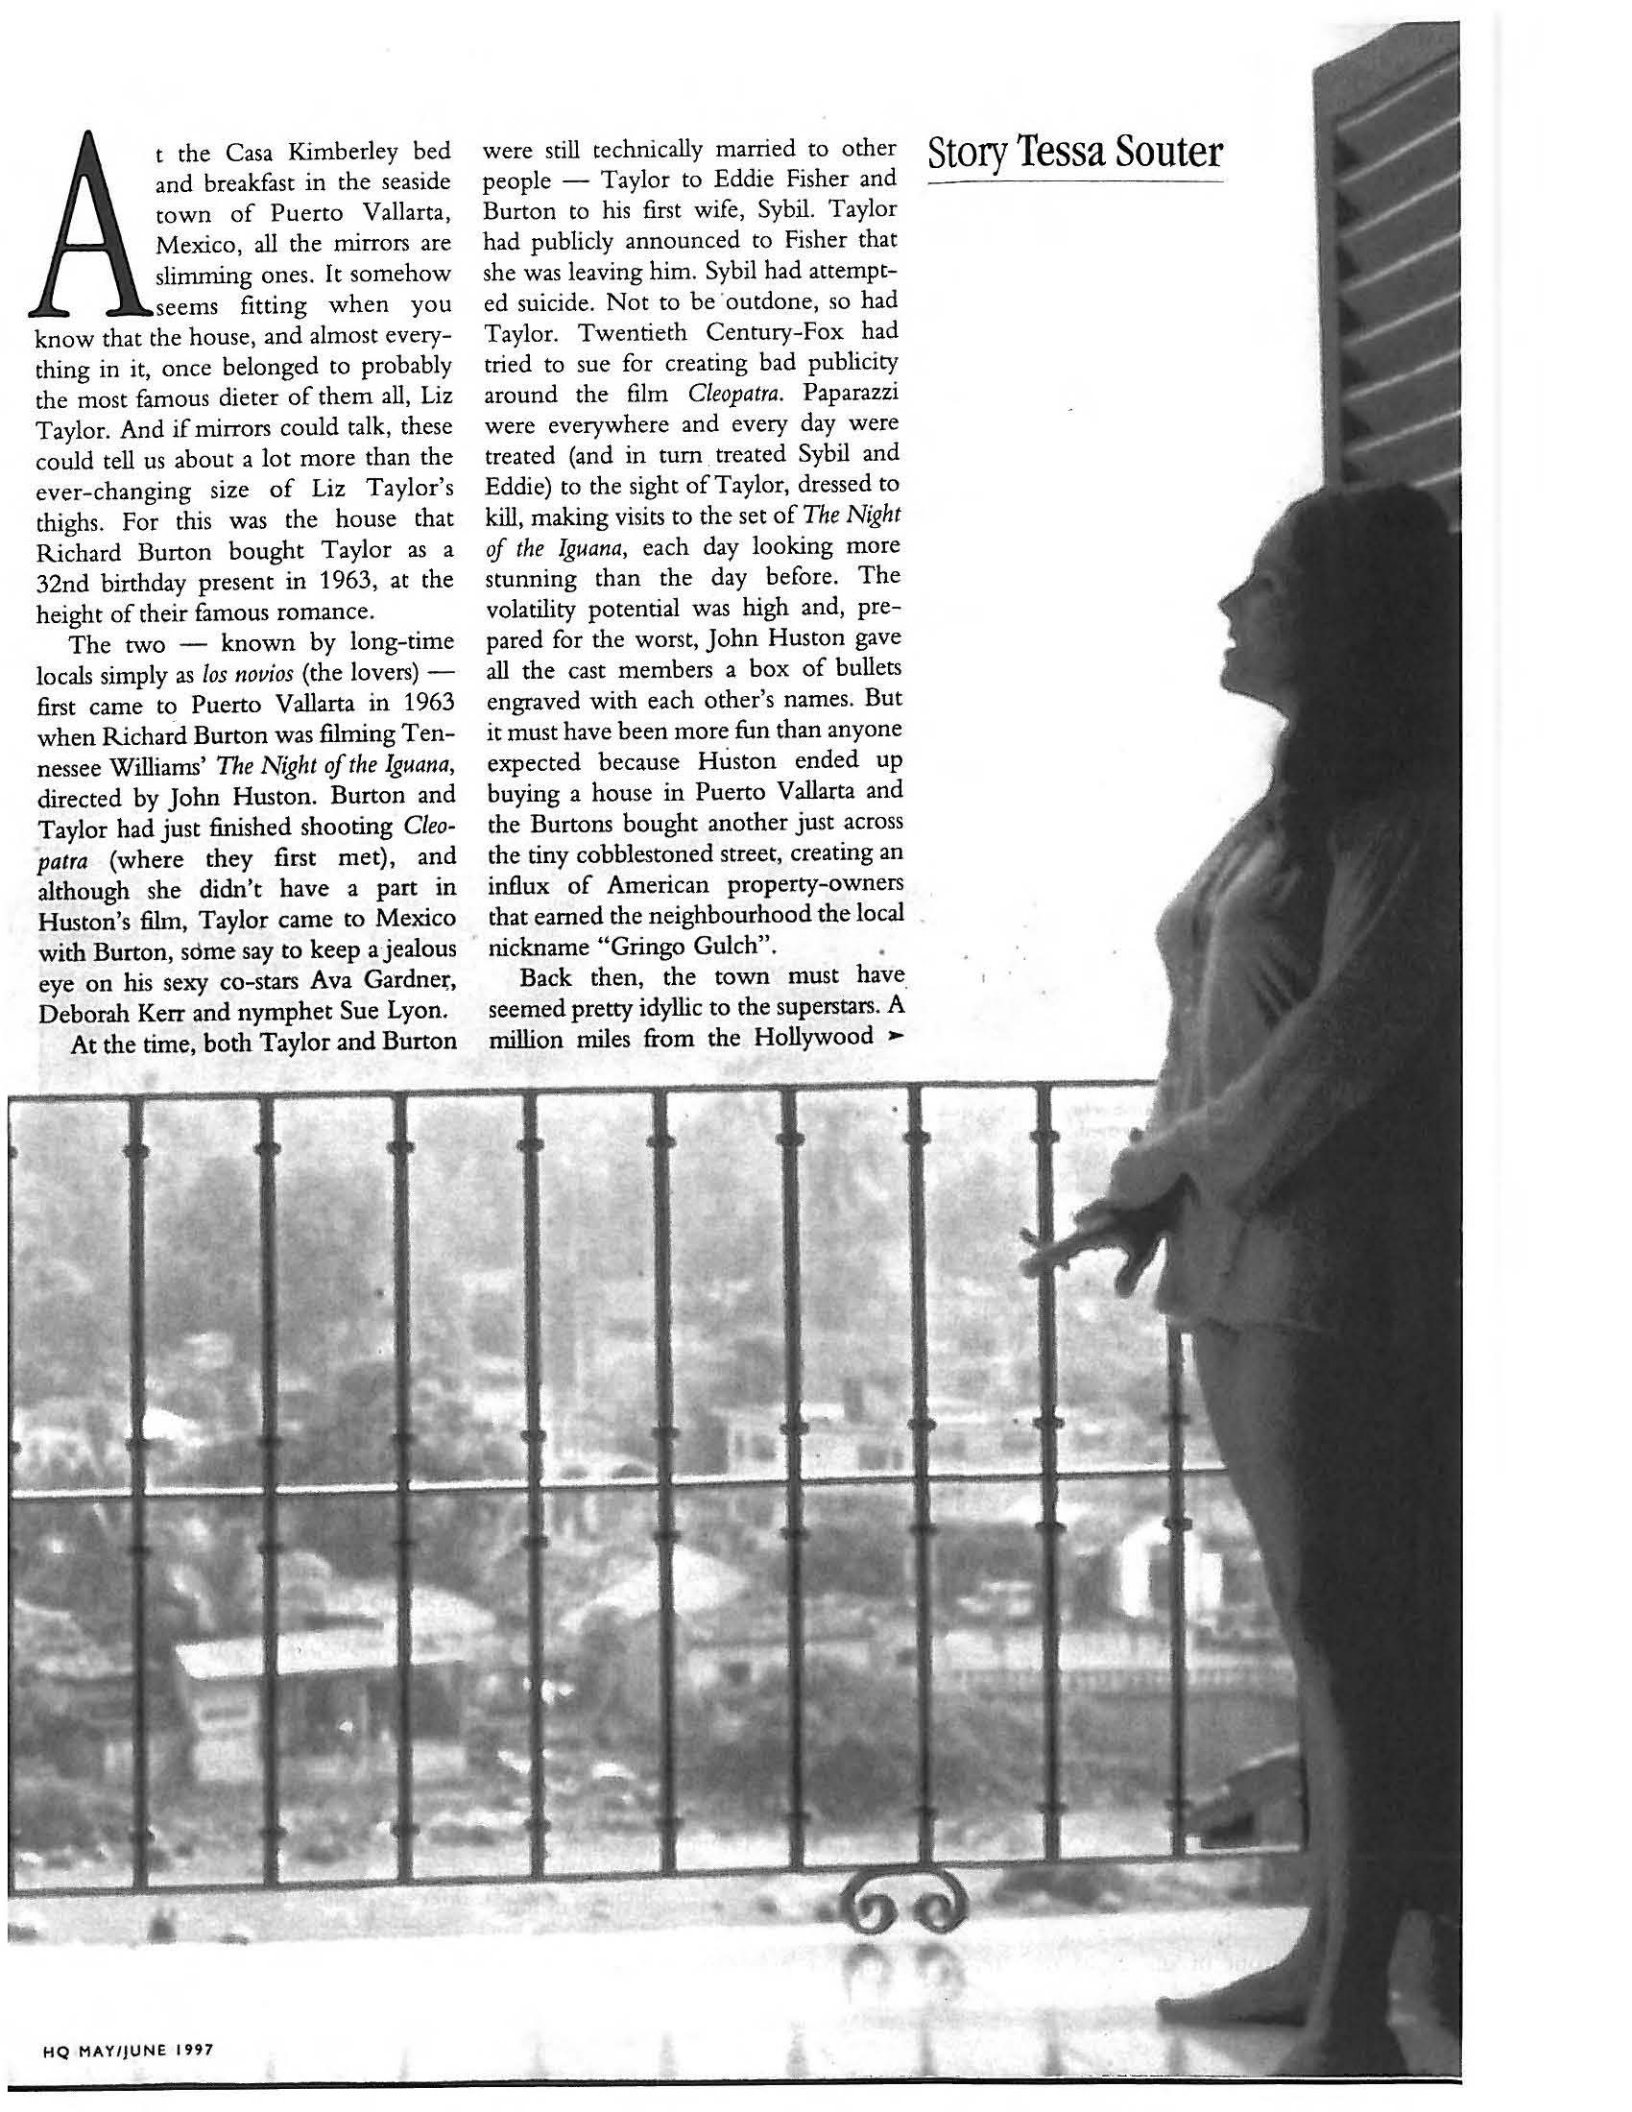 At the Casa Kimberley bed
and breakfast in the seaside
town of Puerto Vallarta,
Mexico, all the mirrors are
slimming ones. It somehow
seems fitting when you
know that the house, and almost every-
thing in it, once belonged to probably
the most famous dieter of them all, Liz
Taylor. And if mirrors could talk, these
could tell us about a lot more than the
ever-changing size of Liz Taylor's
thighs. For this was the house that
Richard Burton bought Taylor as a
32nd birthday present in 1963, at the
height of their famous romance.
The two — known by long-time
locals simply as los novios (the lovers) —
first came to Puerto Vallarta in 1963
when Richard Burton was filming Ten-
nessee Williams' The Night of the Iguana,
directed by John Huston. Burton and
Taylor had just finished shooting Cleo-
patra (where they first met), and
although she didn't have a part in
Huston's film, Taylor came to Mexico
with Burton, some say to keep a jealous
eye on his sexy co-stars Ava Gardner,
Deborah Kerr and nymphet Sue Lyon.
At the time, both Taylor and Burton
were still technically married to other
people — Taylor to Eddie Fisher and
Burton to his first wife, Sybil. Taylor
had publicly announced to Fisher that
she was leaving him. Sybil had attempt-
ed suicide. Not to be outdone, so had
Taylor. Twentieth Century-Fox had
tried to sue for creating bad publicity
around the film Cleopatra. Paparazzi
were everywhere and every day were
treated (and in turn treated Sybil and
Eddie) to the sight of Taylor, dressed to
kill, making visits to the set of The Night
of the Iguana, each day looking more
stunning than the day before. The
volatility potential was high and, pre-
pared for the worst, John Huston gave
all the cast members a box of bullets
engraved with each other's names. But
it must have been more fun than anyone
expected because Huston ended up
buying a house in Puerto Vallarta and
the Burtons bought another just across
the tiny cobblestoned street, creating an
influx of American property-owners
that earned the neighbourhood the local
nickname “Gringo Gulch”.
Back then, the town must have
seemed pretty idyllic to the superstars. A
million miles from the Hollywood ➤
Story Tessa Souter
HQ MAY/JUNE 1997